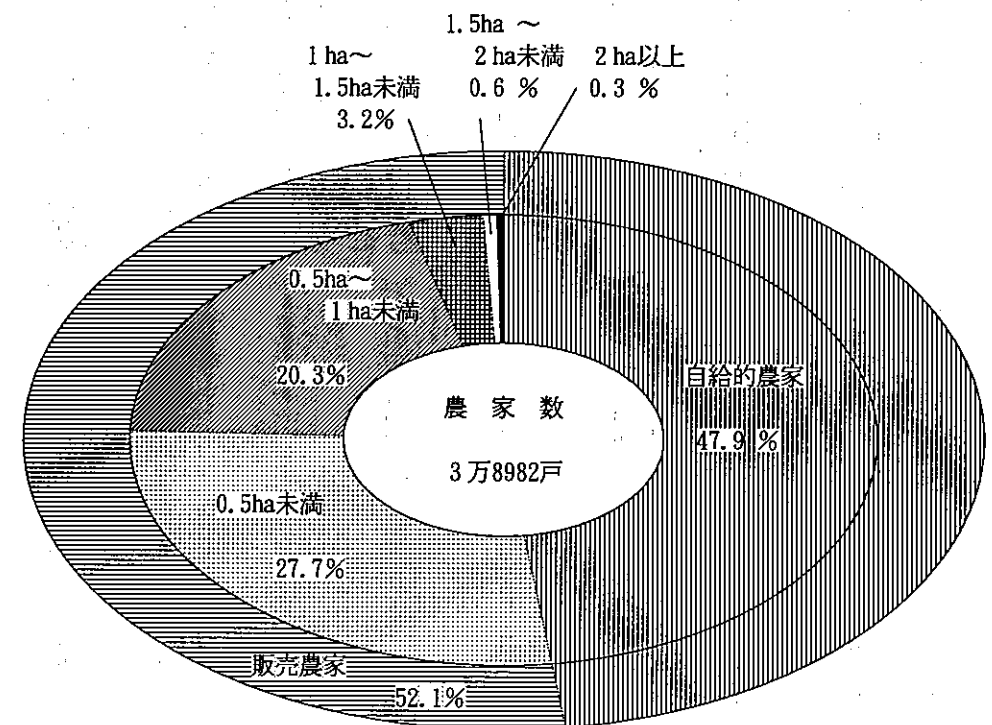 1.5ha ～
2ha未満
0.6 %
1ha～
1.5ha未満
3.2%
2ha以上
0.3 %
0.5ha～
1ha未満
20.3%
自給的農家
47.9 %
農 家 数
3万8982戸
0.5ha未満
27.7%
販売農家
52.1%